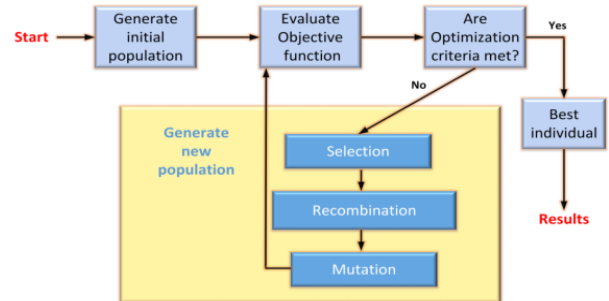 Start
Generate
initial
population
Evaluate
Objective
function
Are
Optimization
criteria met?
Yes
No
Best
individual
Results
Generate
new
population
Selection
Recombination
Mutation